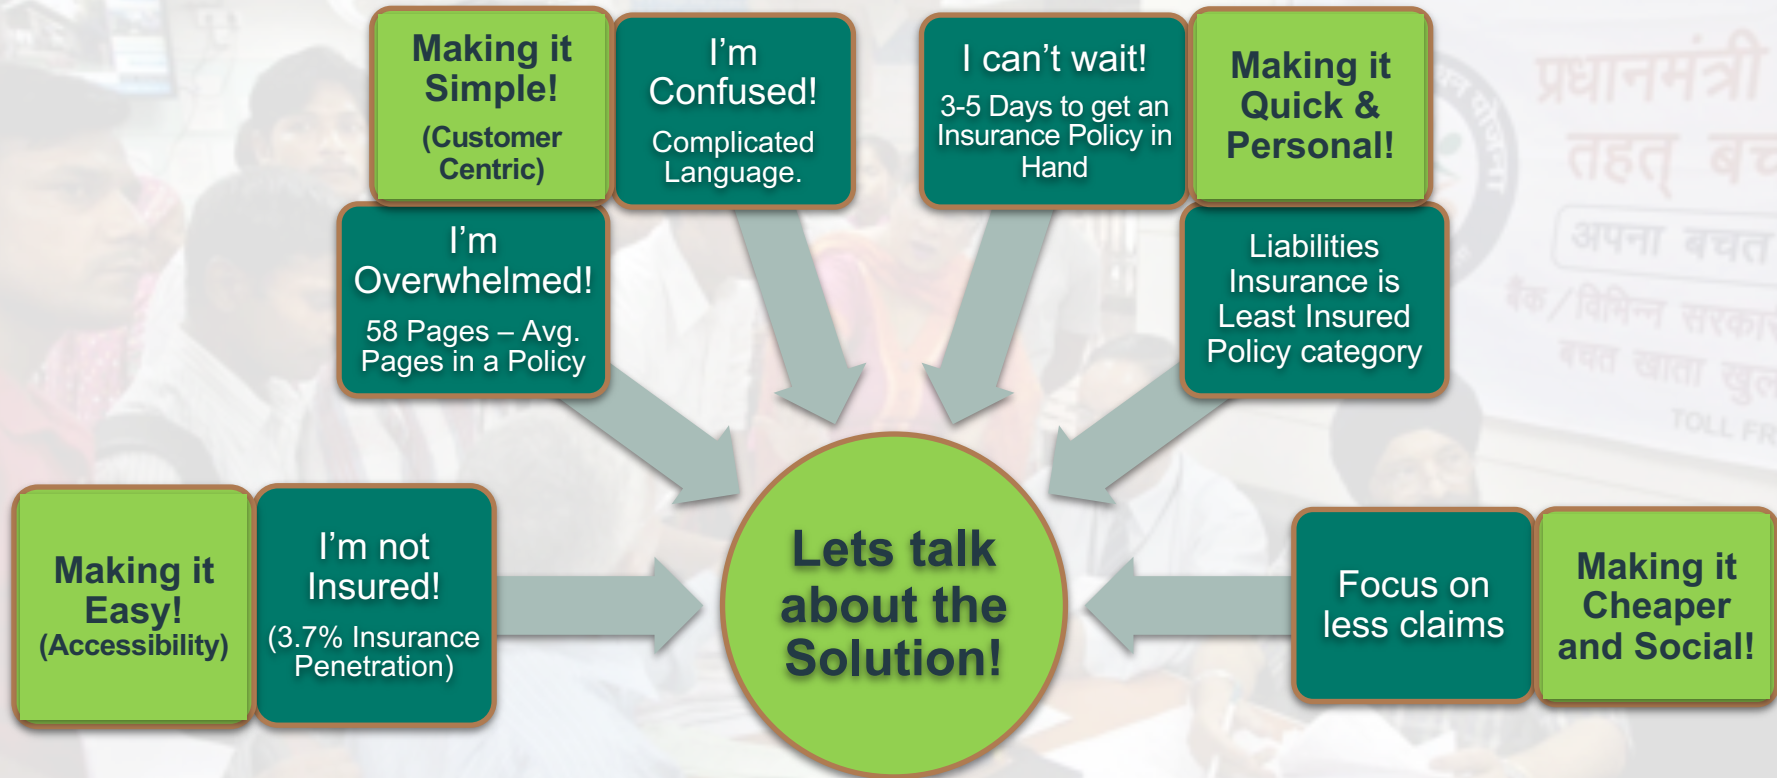 Making it
Simple!
(Customer
Centric)
I'm
Confused!
Complicated
Language.
I can't wait!
3-5 Days to get an
Insurance Policy in
Hand
Making it
Quick &
Personal!
I'm
Overwhelmed!
58 Pages – Avg.
Pages in a Policy
Liabilities
Insurance is
Least Insured
Policy category
Making it
Easy!
(Accessibility)
I'm not
Insured!
(3.7% Insurance
Penetration)
Lets talk
about the
Solution!
Focus on
less claims
Making it
Cheaper
and Social!
प्रधानमंत्री
तहत् बच
अपना बचत
बैंक/विभिन्न सरकार
बचत खाता खुल
TOLL FR